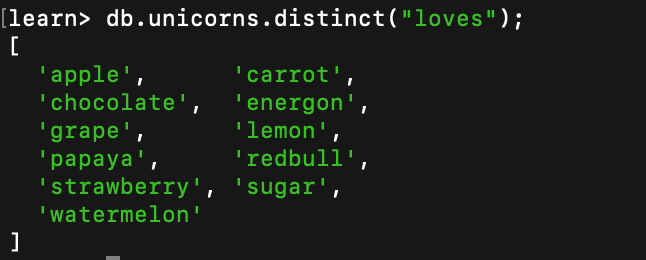 [learn> db.unicorns.distinct("loves");
[
  'apple',      'carrot',
  'chocolate',  'energon',
  'grape',      'lemon',
  'papaya',     'redbull',
  'strawberry', 'sugar',
  'watermelon'
]